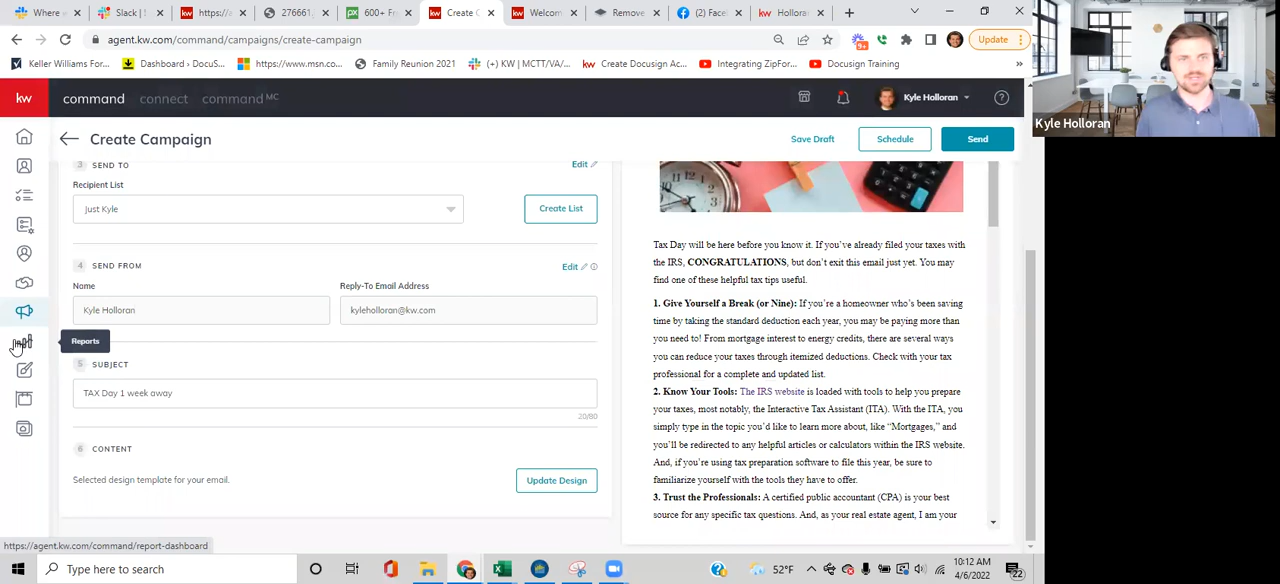 Where v
Slack | !
https://a
276661.
600+ Fr
Create C
Welcom
Remove
(2) Face
Hollora
agent.kw.com/command/campaigns/create-campaign
9+
Update
Keller Williams For...
Dashboard › DocuS...
https://www.msn.co...
Family Reunion 2021
(+) KW | MCTT/VA/...
Create Docusign Ac...
Integrating ZipFor...
Docusign Training
»
kw
command
connect
command MC
Kyle Holloran
Kyle Holloran
Create Campaign
Save Draft
Schedule
Send
3 SEND TO
Edit
Recipient List
Just Kyle
Create List
4 SEND FROM
Edit
Name
Reply-To Email Address
Kyle Holloran
kyleholloran@kw.com
Reports
5 SUBJECT
TAX Day 1 week away
20/80
6 CONTENT
Selected design template for your email.
Update Design
Tax Day will be here before you know it. If you've already filed your taxes with
the IRS, CONGRATULATIONS, but don't exit this email just yet. You may
find one of these helpful tax tips useful.
1. Give Yourself a Break (or Nine): If you're a homeowner who's been saving
time by taking the standard deduction each year, you may be paying more than
you need to! From mortgage interest to energy credits, there are several ways
you can reduce your taxes through itemized deductions. Check with your tax
professional for a complete and updated list.
2. Know Your Tools: The IRS website is loaded with tools to help you prepare
your taxes, most notably, the Interactive Tax Assistant (ITA). With the ITA, you
simply type in the topic you'd like to learn more about, like “Mortgages,” and
you'll be redirected to any helpful articles or calculators within the IRS website.
And, if you're using tax preparation software to file this year, be sure to
familiarize yourself with the tools they have to offer.
3. Trust the Professionals: A certified public accountant (CPA) is your best
source for any specific tax questions. And, as your real estate agent, I am your
https://agent.kw.com/command/report-dashboard
Type here to search
52°F
10:12 AM
4/6/2022
22